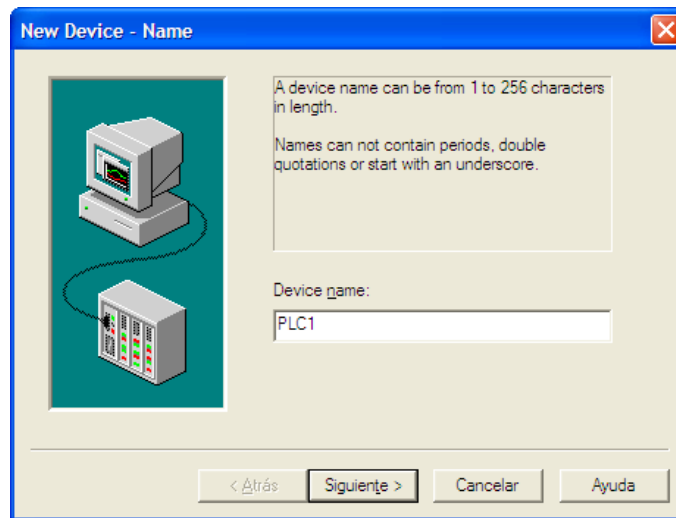 New Device - Name
A device name can be from 1 to 256 characters
in length.
Names can not contain periods, double
quotations or start with an underscore.
Device name:
PLC1
< Atrás
Siguiente >
Cancelar
Ayuda